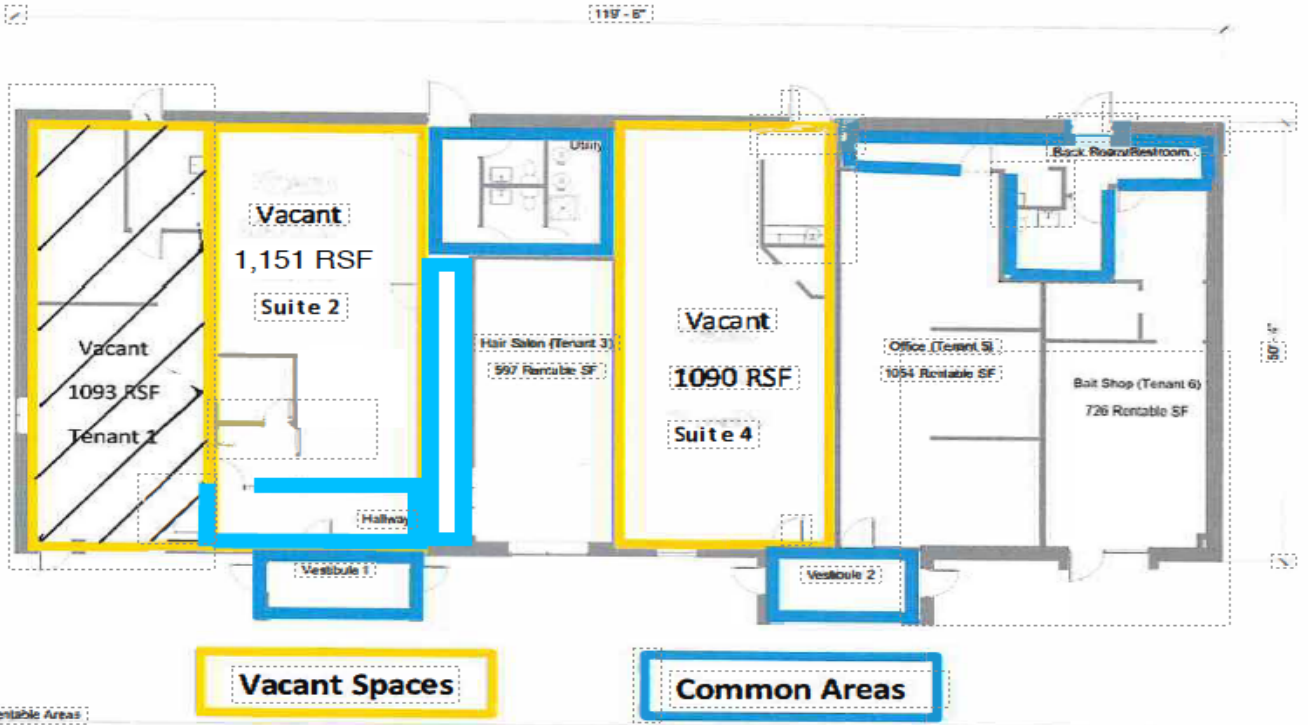 119' - 8"
Utility
Back Room/Restroom
Vacant
1,151 RSF
Suite 2
Vacant
1093 RSF
Tenant 1
Hair Salon (Tenant 3)
597 Rentable SF
Vacant
1090 RSF
Suite 4
Office (Tenant 5)
1054 Rentable SF
Bait Shop (Tenant 6)
726 Rentable SF
Hallway
Vestibule 1
Vestibule 2
Vacant Spaces
Common Areas
entable Areas